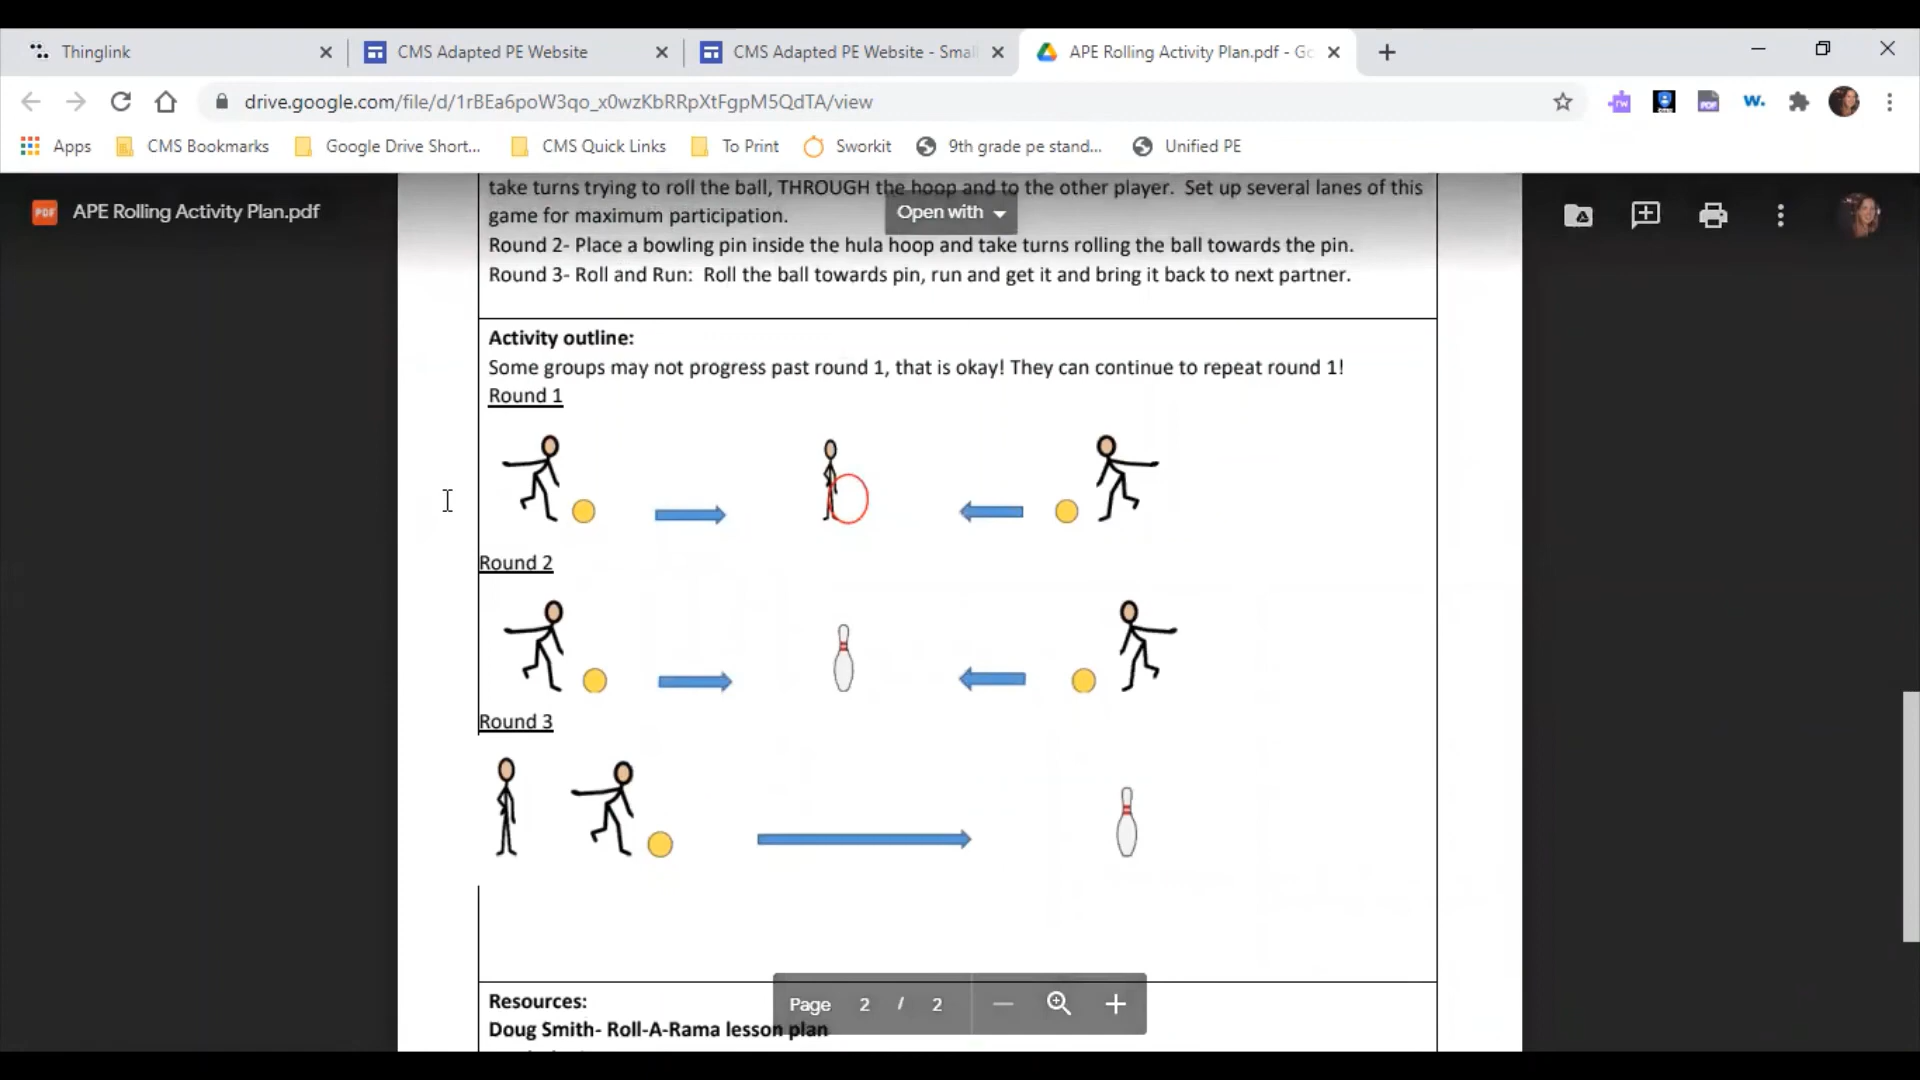 Thinglink
CMS Adapted PE Website
CMS Adapted PE Website - Smal
APE Rolling Activity Plan.pdf - Go
drive.google.com/file/d/1rBEa6poW3qo_x0wzKbRRpXtFgpM5QdTA/view
Apps
CMS Bookmarks
Google Drive Short...
CMS Quick Links
To Print
Sworkit
9th grade pe stand...
Unified PE
PDF
APE Rolling Activity Plan.pdf
Open with
take turns trying to roll the ball, THROUGH the hoop and to the other player. Set up several lanes of this
game for maximum participation.
Round 2- Place a bowling pin inside the hula hoop and take turns rolling the ball towards the pin.
Round 3- Roll and Run: Roll the ball towards pin, run and get it and bring it back to next partner.
Activity outline:
Some groups may not progress past round 1, that is okay! They can continue to repeat round 1!
Round 1
Round 2
Round 3
Resources:
Doug Smith- Roll-A-Rama lesson plan
Page 2 / 2